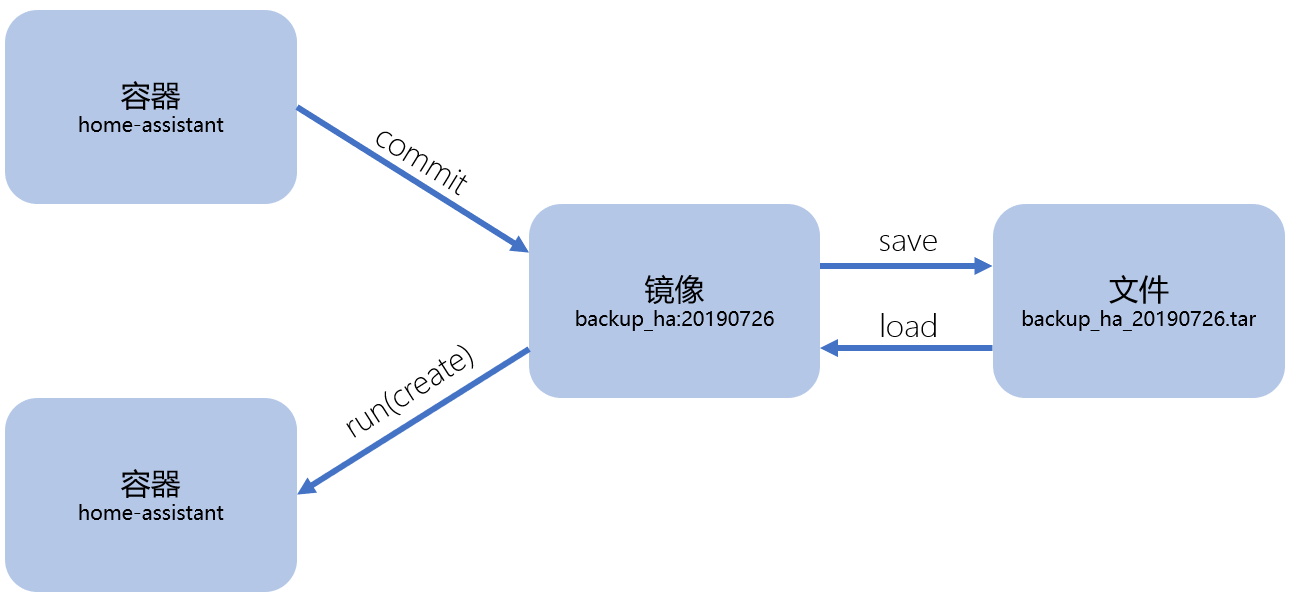 容器
home-assistant
commit
镜像
backup_ha:20190726
save
load
文件
backup_ha_20190726.tar
run(create)
容器
home-assistant